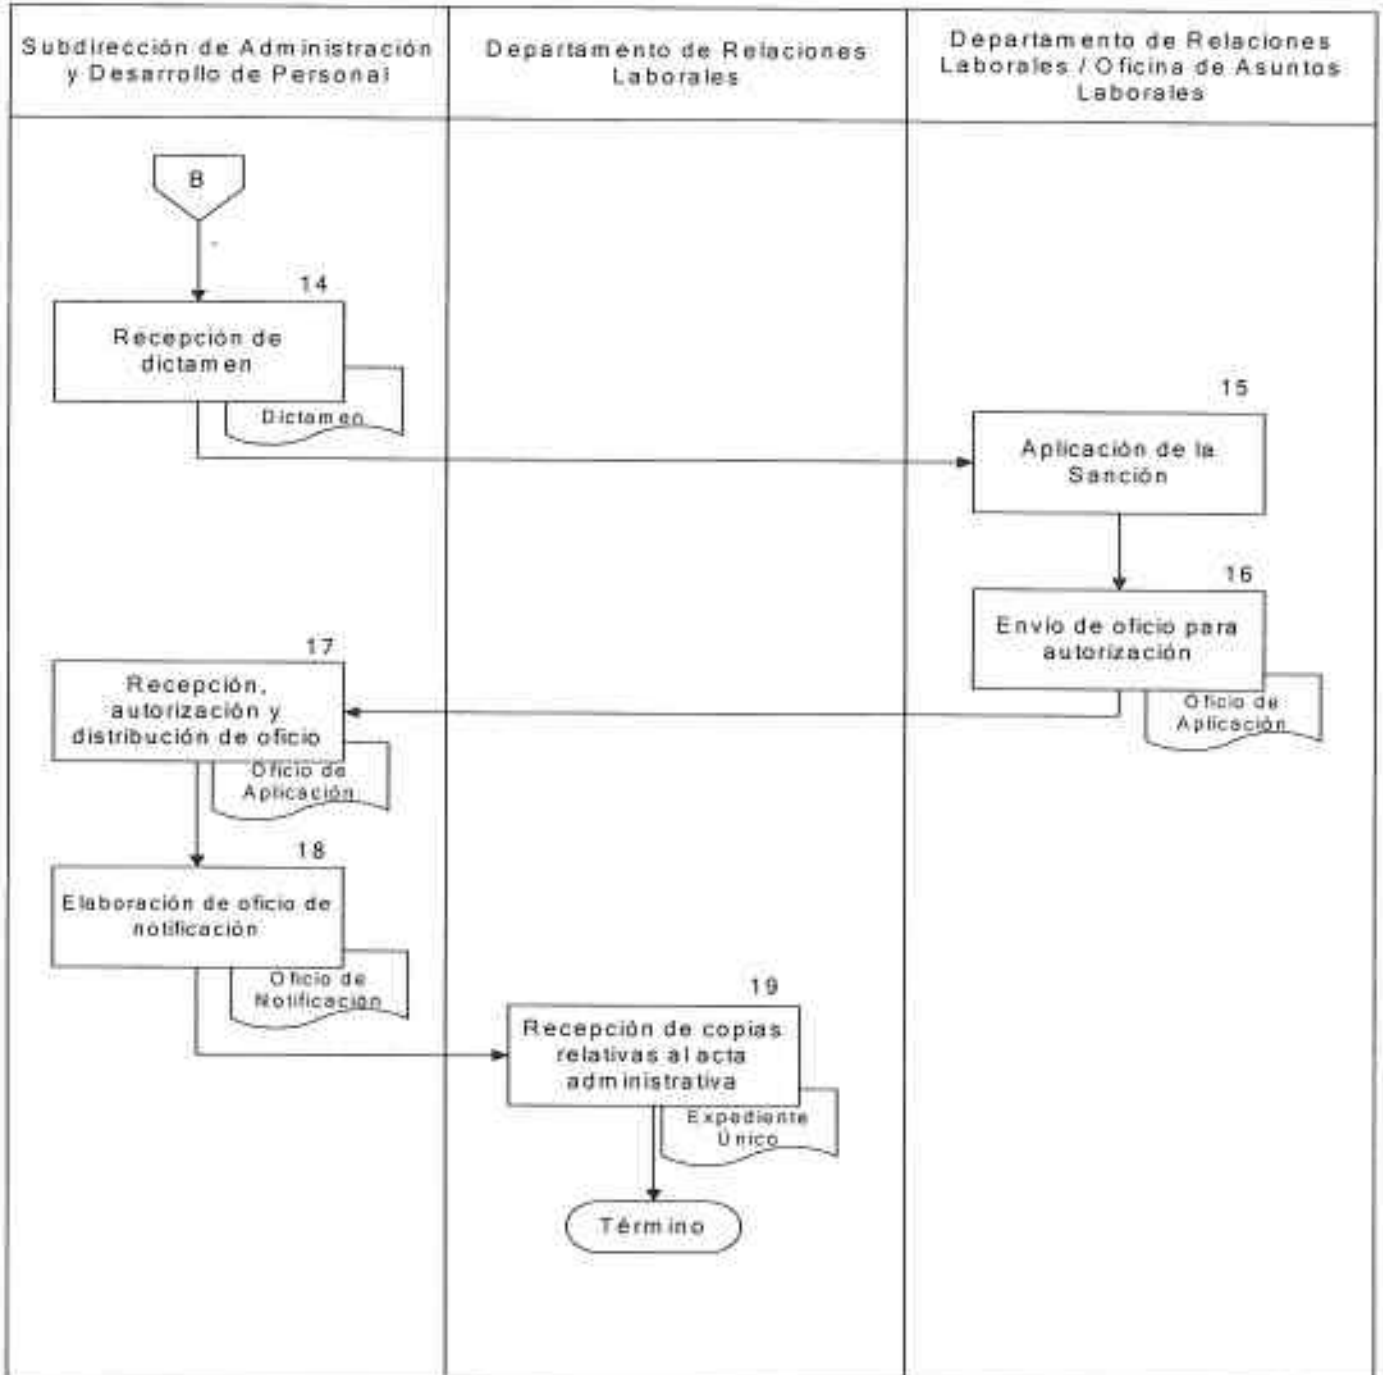 Subdirección de Administración
y Desarrollo de Personal
Departamento de Relaciones
Laborales
Departamento de Relaciones
Laborales / Oficina de Asuntos
Laborales
B
14
Recepción de
dictamen
Dictamen
15
Aplicación de la
Sanción
16
Envío de oficio para
autorización
Oficio de
Aplicación
17
Recepción,
autorización y
distribución de oficio
Oficio de
Aplicación
18
Elaboración de oficio de
notificación
Oficio de
Notificación
19
Recepción de copias
relativas al acta
administrativa
Expediente
Único
Término